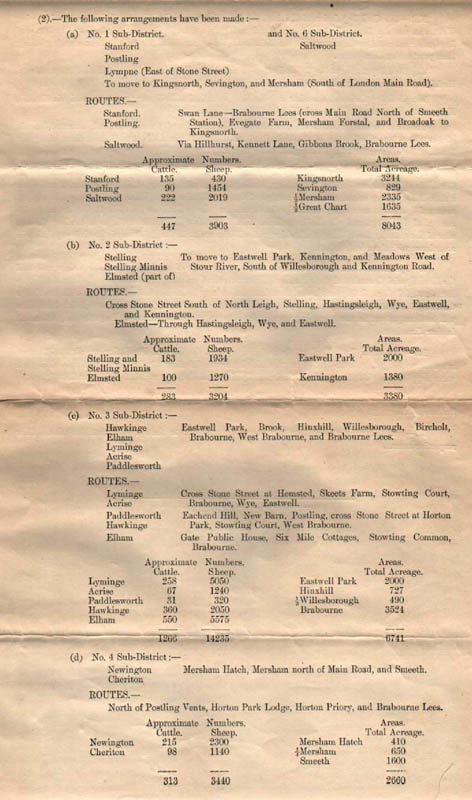 (2).—The following arrangements have been made :—
(a) No. 1 Sub-District. and No. 6 Sub-District.
Stanford Saltwood
Postling
Lympne (East of Stone Street)
To move to Kingsnorth, Sevington, and Mersham (South of London Main Road).
ROUTES.—
Stanford. Swan Lane—Brabourne Lees (cross Main Road North of Smeeth
Postling. Station), Evegate Farm, Mersham Forstal, and Broadoak to
Kingsnorth.
Saltwood. Via Hillhurst, Kennett Lane, Gibbons Brook, Brabourne Lees.
Approximate Numbers. Areas.
Cattle. Sheep. Total Acreage.
Stanford 135 430 Kingsnorth 3244
Postling 90 1454 Sevington 829
Saltwood 222 2019 Mersham 2335
Great Chart 1635
447 3903 8043
(b) No. 2 Sub-District :—
Stelling To move to Eastwell Park, Kennington, and Meadows West of
Stelling Minnis Stour River, South of Willesborough and Kennington Road.
Elmsted (part of)
ROUTES.—
Cross Stone Street South of North Leigh, Stelling, Hastingsleigh, Wye, Eastwell,
and Kennington.
Elmsted—Through Hastingsleigh, Wye, and Eastwell.
Approximate Numbers. Areas.
Cattle. Sheep. Total Acreage.
Stelling and 183 1934 Eastwell Park 2000
Stelling Minnis
Elmsted 100 1270 Kennington 1380
283 3204 3380
(c) No. 3 Sub-District :—
Hawkinge Eastwell Park, Brook, Hinxhill, Willesborough, Bircholt,
Elham Brabourne, West Brabourne, and Brabourne Lees.
Lyminge
Acrise
Paddlesworth
ROUTES.—
Lyminge Cross Stone Street at Hemsted, Skeets Farm, Stowting Court,
Acrise Brabourne, Wye, Eastwell.
Paddlesworth Eachend Hill, New Barn, Postling, cross Stone Street at Horton
Hawkinge Park, Stowting Court, West Brabourne.
Elham Gate Public House, Six Mile Cottages, Stowting Common,
Brabourne.
Approximate Numbers. Areas.
Cattle. Sheep. Total Acreage.
Lyminge 258 5050 Eastwell Park 2000
Acrise 67 1240 Hinxhill 727
Paddlesworth 31 320 Willesborough 490
Hawkinge 360 2050 Brabourne 3524
Elham 550 5575
1266 14235 6741
(d) No. 4 Sub-District :—
Newington Mersham Hatch, Mersham north of Main Road, and Smeeth.
Cheriton
ROUTES.—
North of Postling Vents, Horton Park Lodge, Horton Priory, and Brabourne Lees.
Approximate Numbers. Areas.
Cattle. Sheep. Total Acreage.
Newington 215 2300 Mersham Hatch 410
Cheriton 98 1140 Mersham 650
Smeeth 1600
313 3440 2660